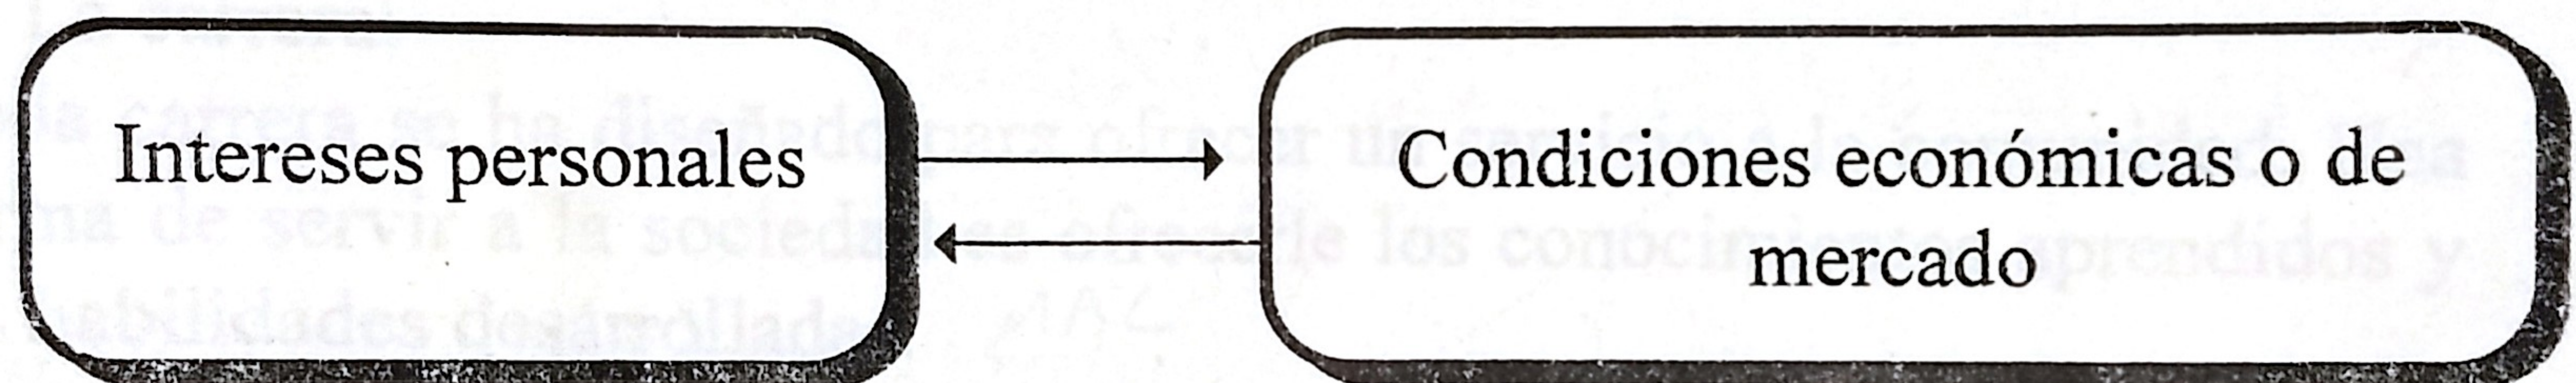 Intereses personales
Condiciones económicas o de
mercado